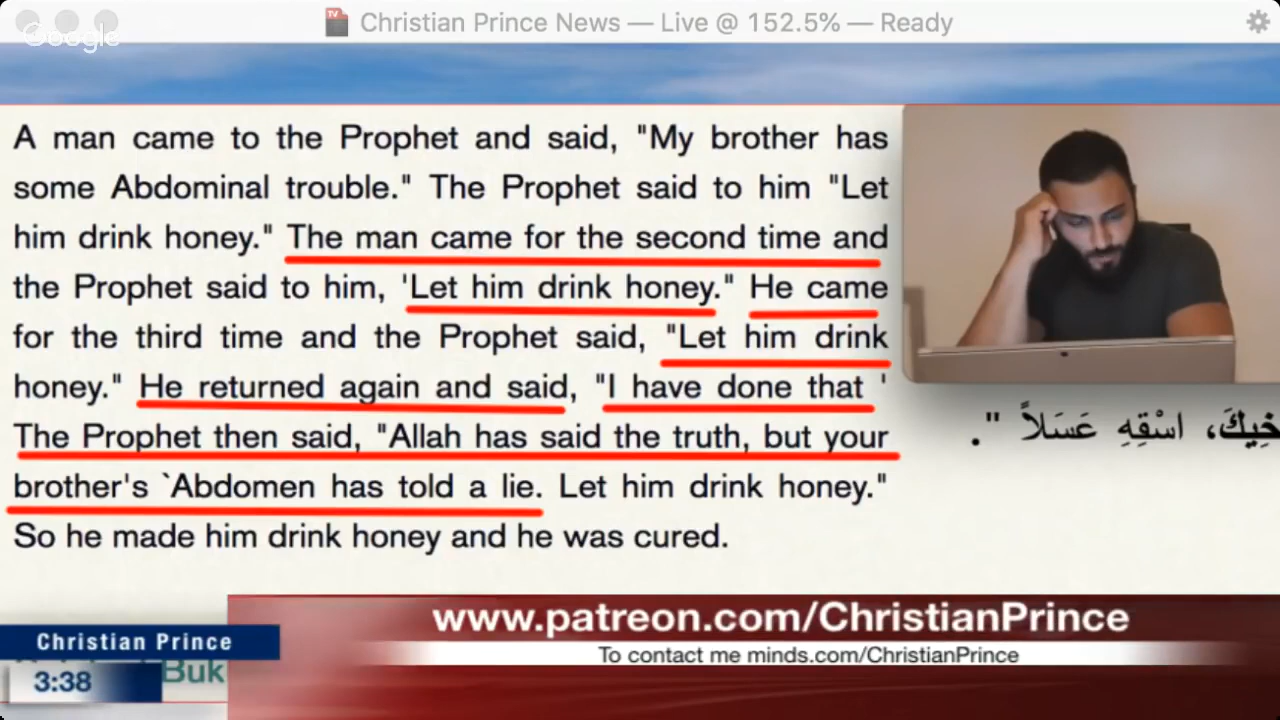 Google
TV
Christian Prince News — Live @ 152.5% — Ready
A man came to the Prophet and said, "My brother has
some Abdominal trouble." The Prophet said to him "Let
him drink honey." The man came for the second time and
the Prophet said to him, 'Let him drink honey." He came
for the third time and the Prophet said, "Let him drink
honey." He returned again and said, "I have done that '
The Prophet then said, "Allah has said the truth, but your
brother's `Abdomen has told a lie. Let him drink honey."
So he made him drink honey and he was cured.
خِيكَ، اسْقِهِ عَسَلاً ".
www.patreon.com/ChristianPrince
To contact me minds.com/ChristianPrince
Christian Prince
Buk
3:38